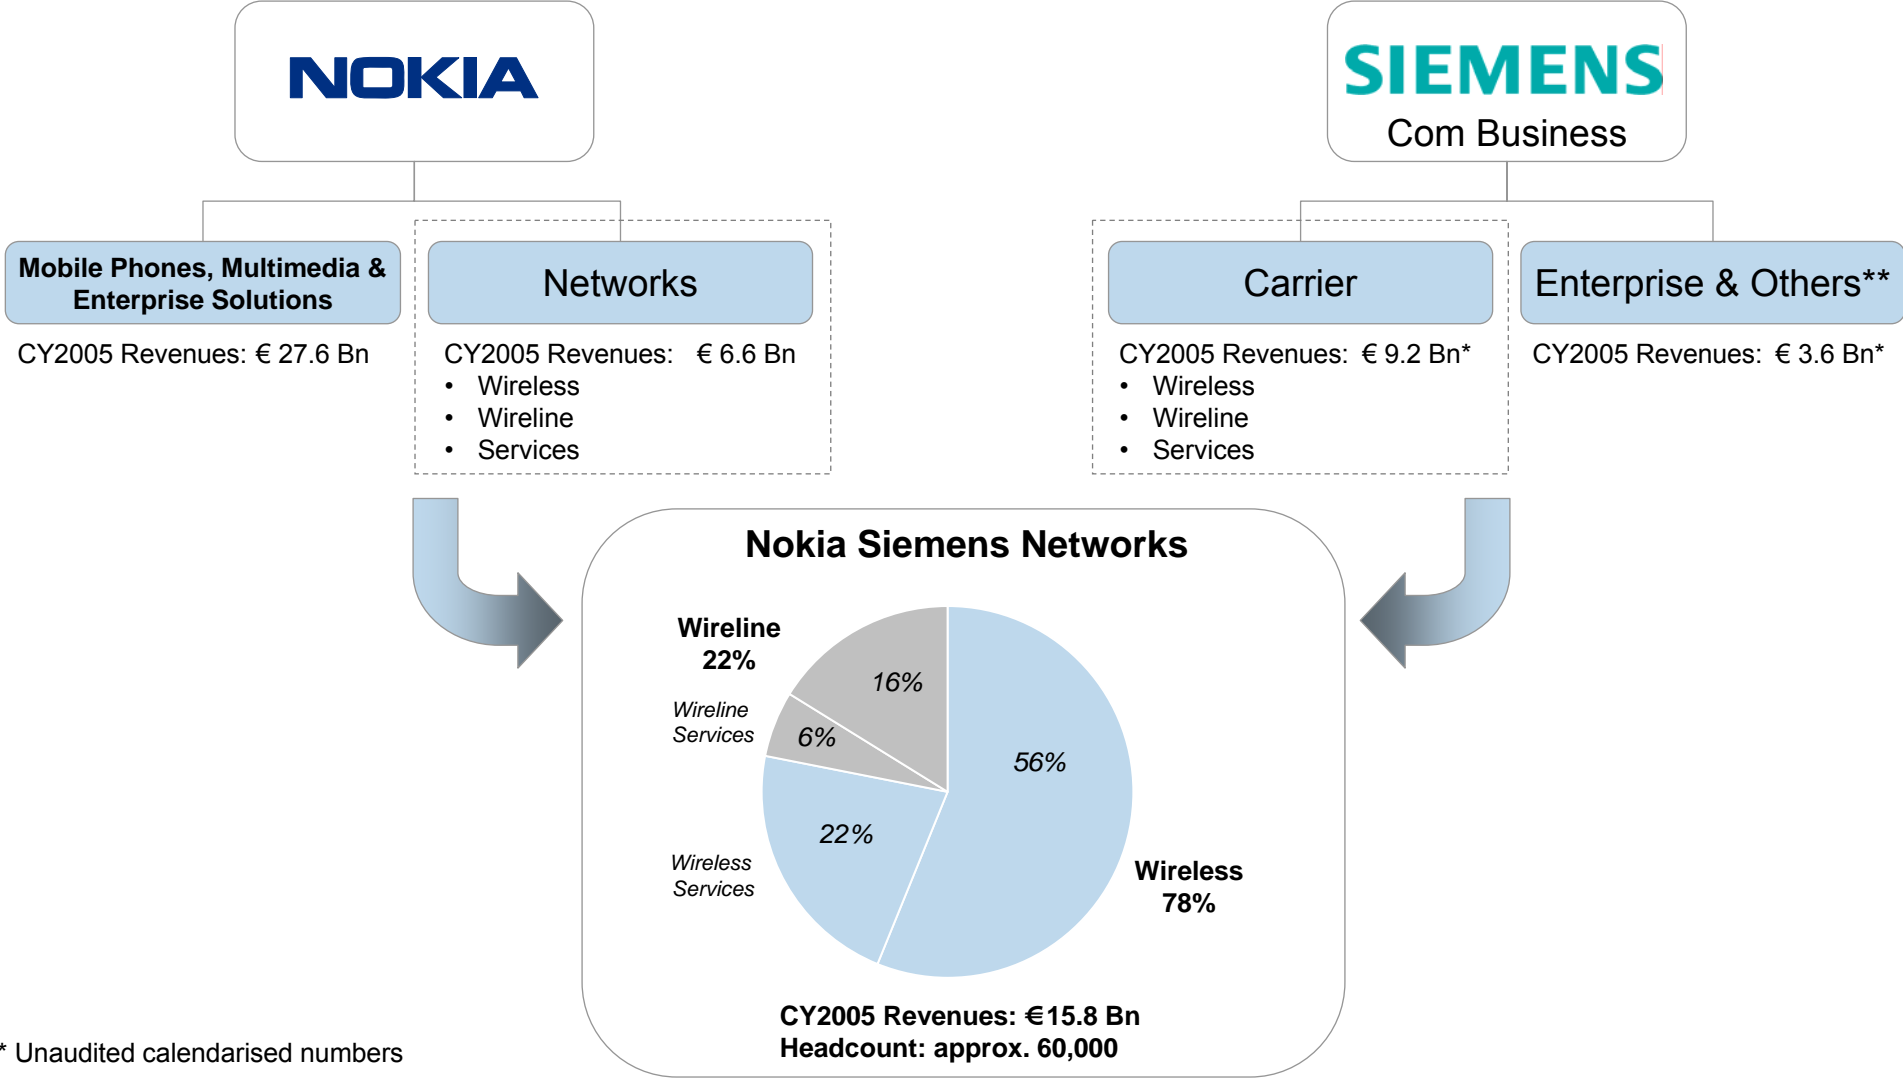 NOKIA
SIEMENS
Com Business
Mobile Phones, Multimedia &
Enterprise Solutions
CY2005 Revenues: € 27.6 Bn
Networks
CY2005 Revenues: € 6.6 Bn
• Wireless
• Wireline
• Services
Carrier
CY2005 Revenues: € 9.2 Bn*
• Wireless
• Wireline
• Services
Enterprise & Others**
CY2005 Revenues: € 3.6 Bn*
Nokia Siemens Networks
Wireline
22%
16%
Wireline
Services
6%
56%
22%
Wireless
Services
Wireless
78%
CY2005 Revenues: €15.8 Bn
Headcount: approx. 60,000
* Unaudited calendarised numbers